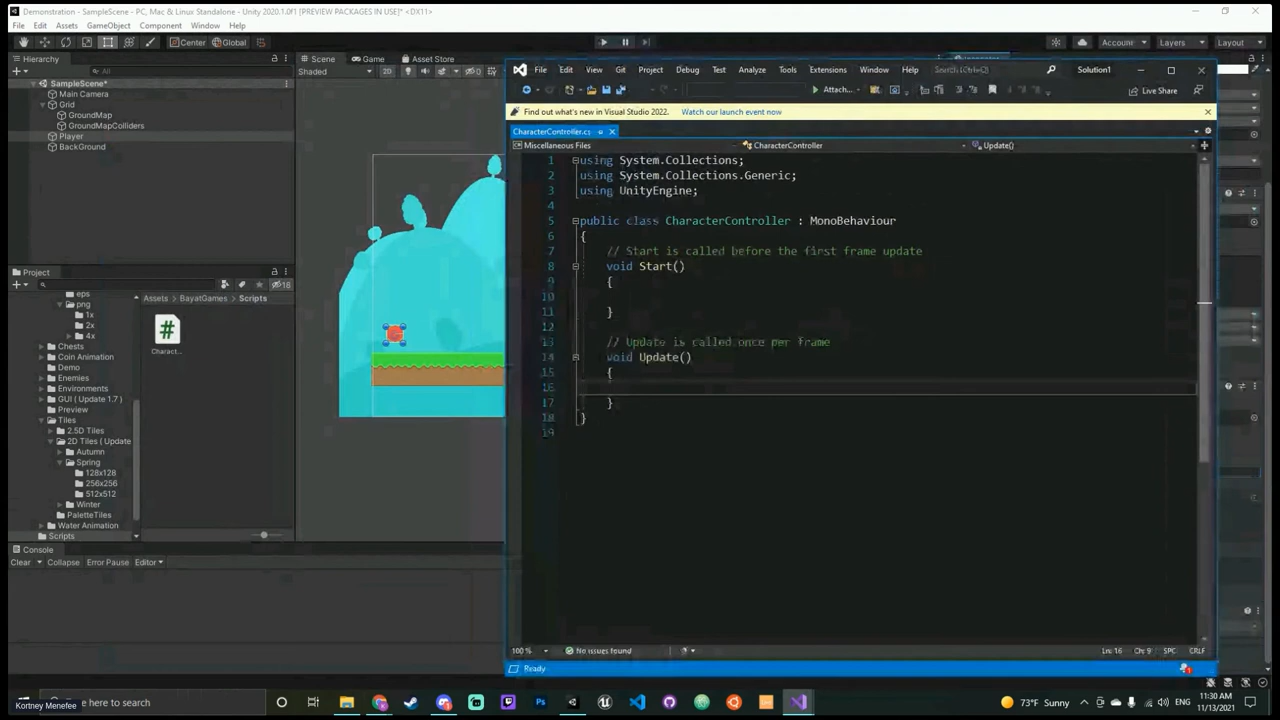 Demonstration - SampleScene - PC, Mac & Linux Standalone - Unity 2020.1.0f1 [PREVIEW PACKAGES IN USE]* <DX11>
File Edit Assets GameObject Component Window Help
Center Global Account Layers Layout
Hierarchy Scene Game Asset Store
All Shaded 2D
SampleScene*
Main Camera
Grid
GroundMap
GroundMapColliders
Player
BackGround
File Edit View Git Project Debug Test Analyze Tools Extensions Window Help Search (Ctrl+Q) Solution1
Attach... Live Share
Find out what's new in Visual Studio 2022. Watch our launch event now
CharacterController.cs
Miscellaneous Files CharacterController Update()
1 using System.Collections;
2 using System.Collections.Generic;
3 using UnityEngine;
4
5 public class CharacterController : MonoBehaviour
6 {
7 // Start is called before the first frame update
8 void Start()
9 {
10
11 }
12
13 // Update is called once per frame
14 void Update()
15 {
16
17 }
18 }
19
100 % No issues found Ln: 16 Ch: 9 SPC CRLF
Ready
Project
18
Assets > BayatGames > Scripts
eps
png
1x
2x
4x
Chests
Coin Animation
Demo
Enemies
Environments
GUI ( Update 1.7 )
Preview
Tiles
2.5D Tiles
2D Tiles ( Update
Autumn
Spring
128x128
256x256
512x512
Winter
PaletteTiles
Water Animation
Scripts
Charact...
Console
Clear Collapse Error Pause Editor
Kortney Menefee
here to search
73°F Sunny ENG
11:30 AM
11/13/2021